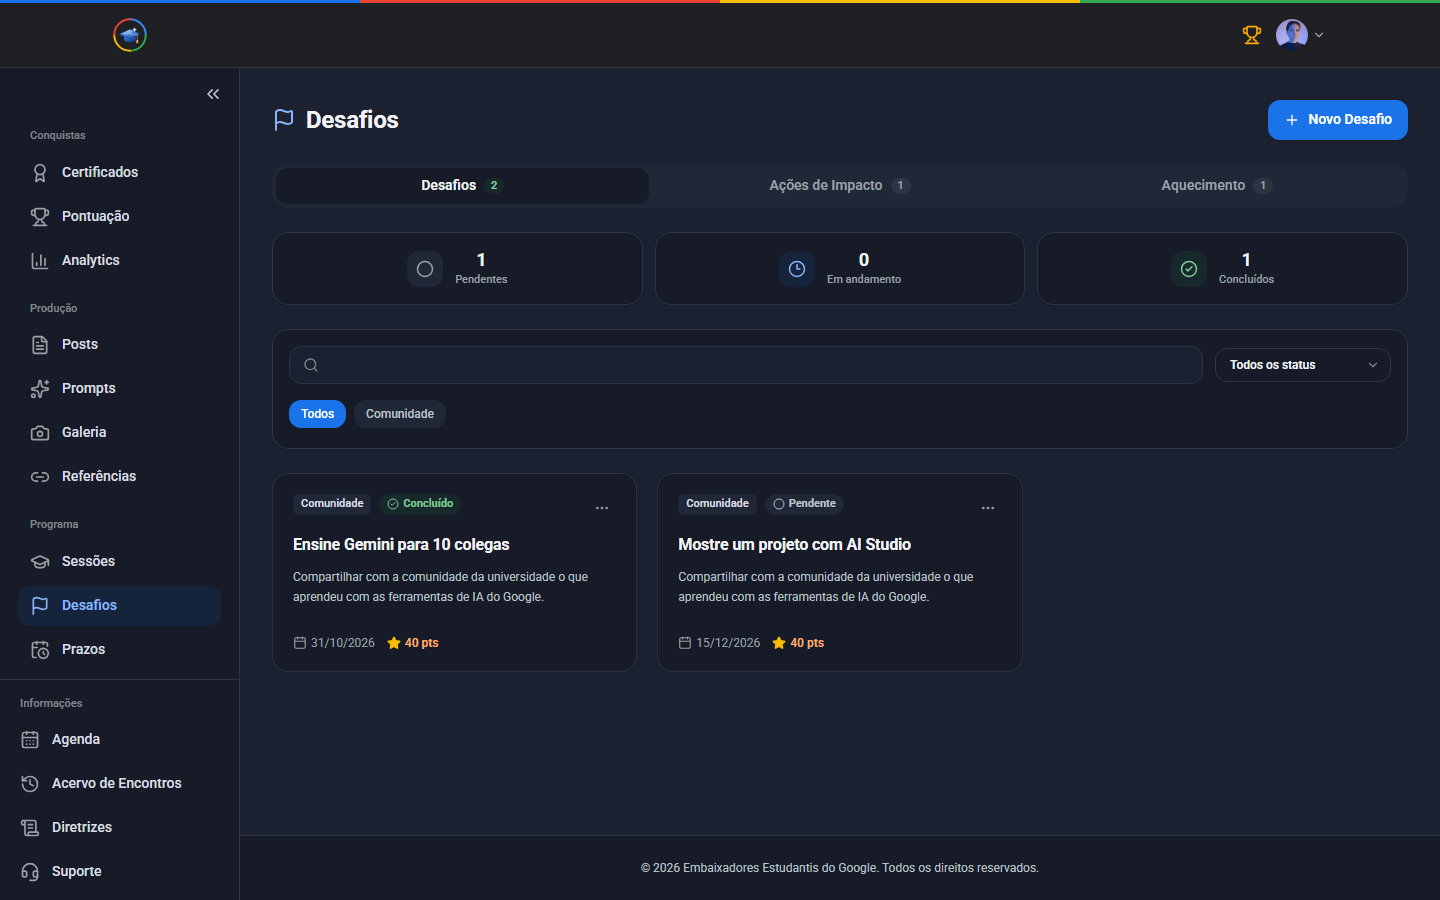 Conquistas
Certificados
Pontuação
Analytics
Produção
Posts
Prompts
Galeria
Referências
Programa
Sessões
Desafios
Prazos
Informações
Agenda
Acervo de Encontros
Diretrizes
Suporte
Desafios
+ Novo Desafio
Desafios 2
Ações de Impacto 1
Aquecimento 1
1
Pendentes
0
Em andamento
1
Concluídos
Todos os status
Todos
Comunidade
Comunidade
Concluído
...
Ensine Gemini para 10 colegas
Compartilhar com a comunidade da universidade o que
aprendeu com as ferramentas de IA do Google.
31/10/2026
40 pts
Comunidade
Pendente
...
Mostre um projeto com AI Studio
Compartilhar com a comunidade da universidade o que
aprendeu com as ferramentas de IA do Google.
15/12/2026
40 pts
© 2026 Embaixadores Estudantis do Google. Todos os direitos reservados.